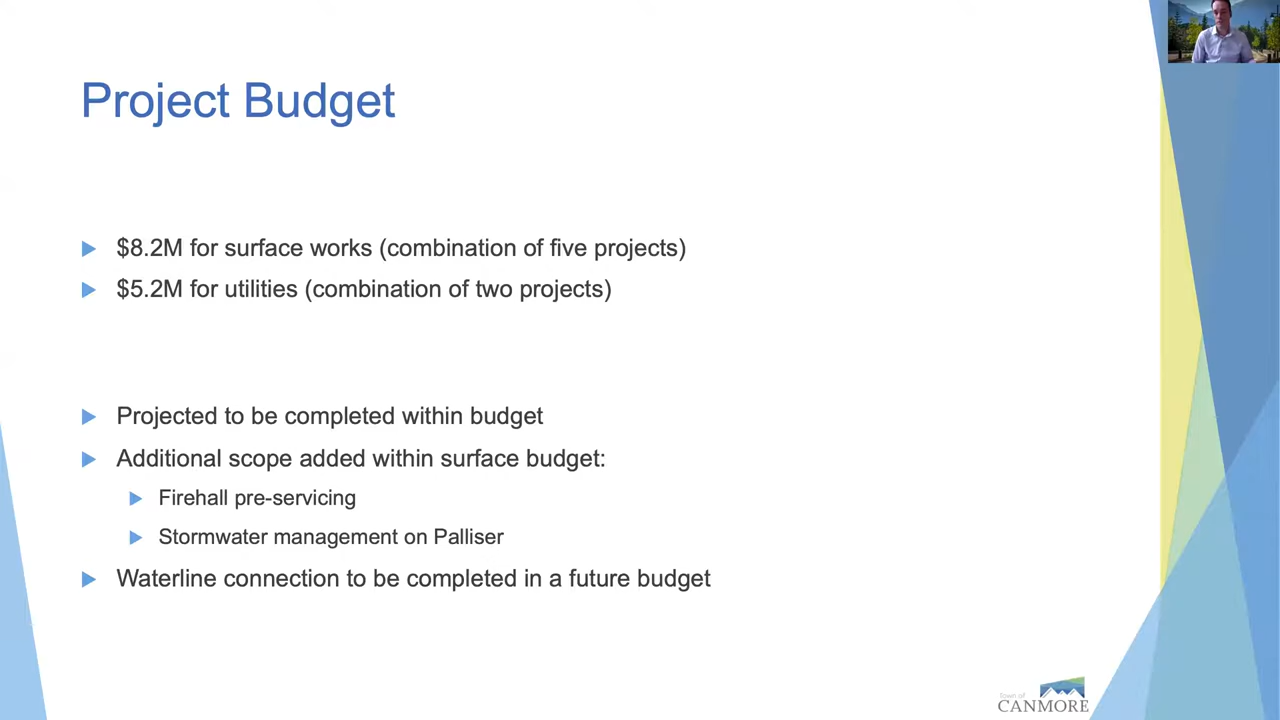 Project Budget
$8.2M for surface works (combination of five projects)
$5.2M for utilities (combination of two projects)
Projected to be completed within budget
Additional scope added within surface budget:
Firehall pre-servicing
Stormwater management on Palliser
Waterline connection to be completed in a future budget
Town of
CANMORE